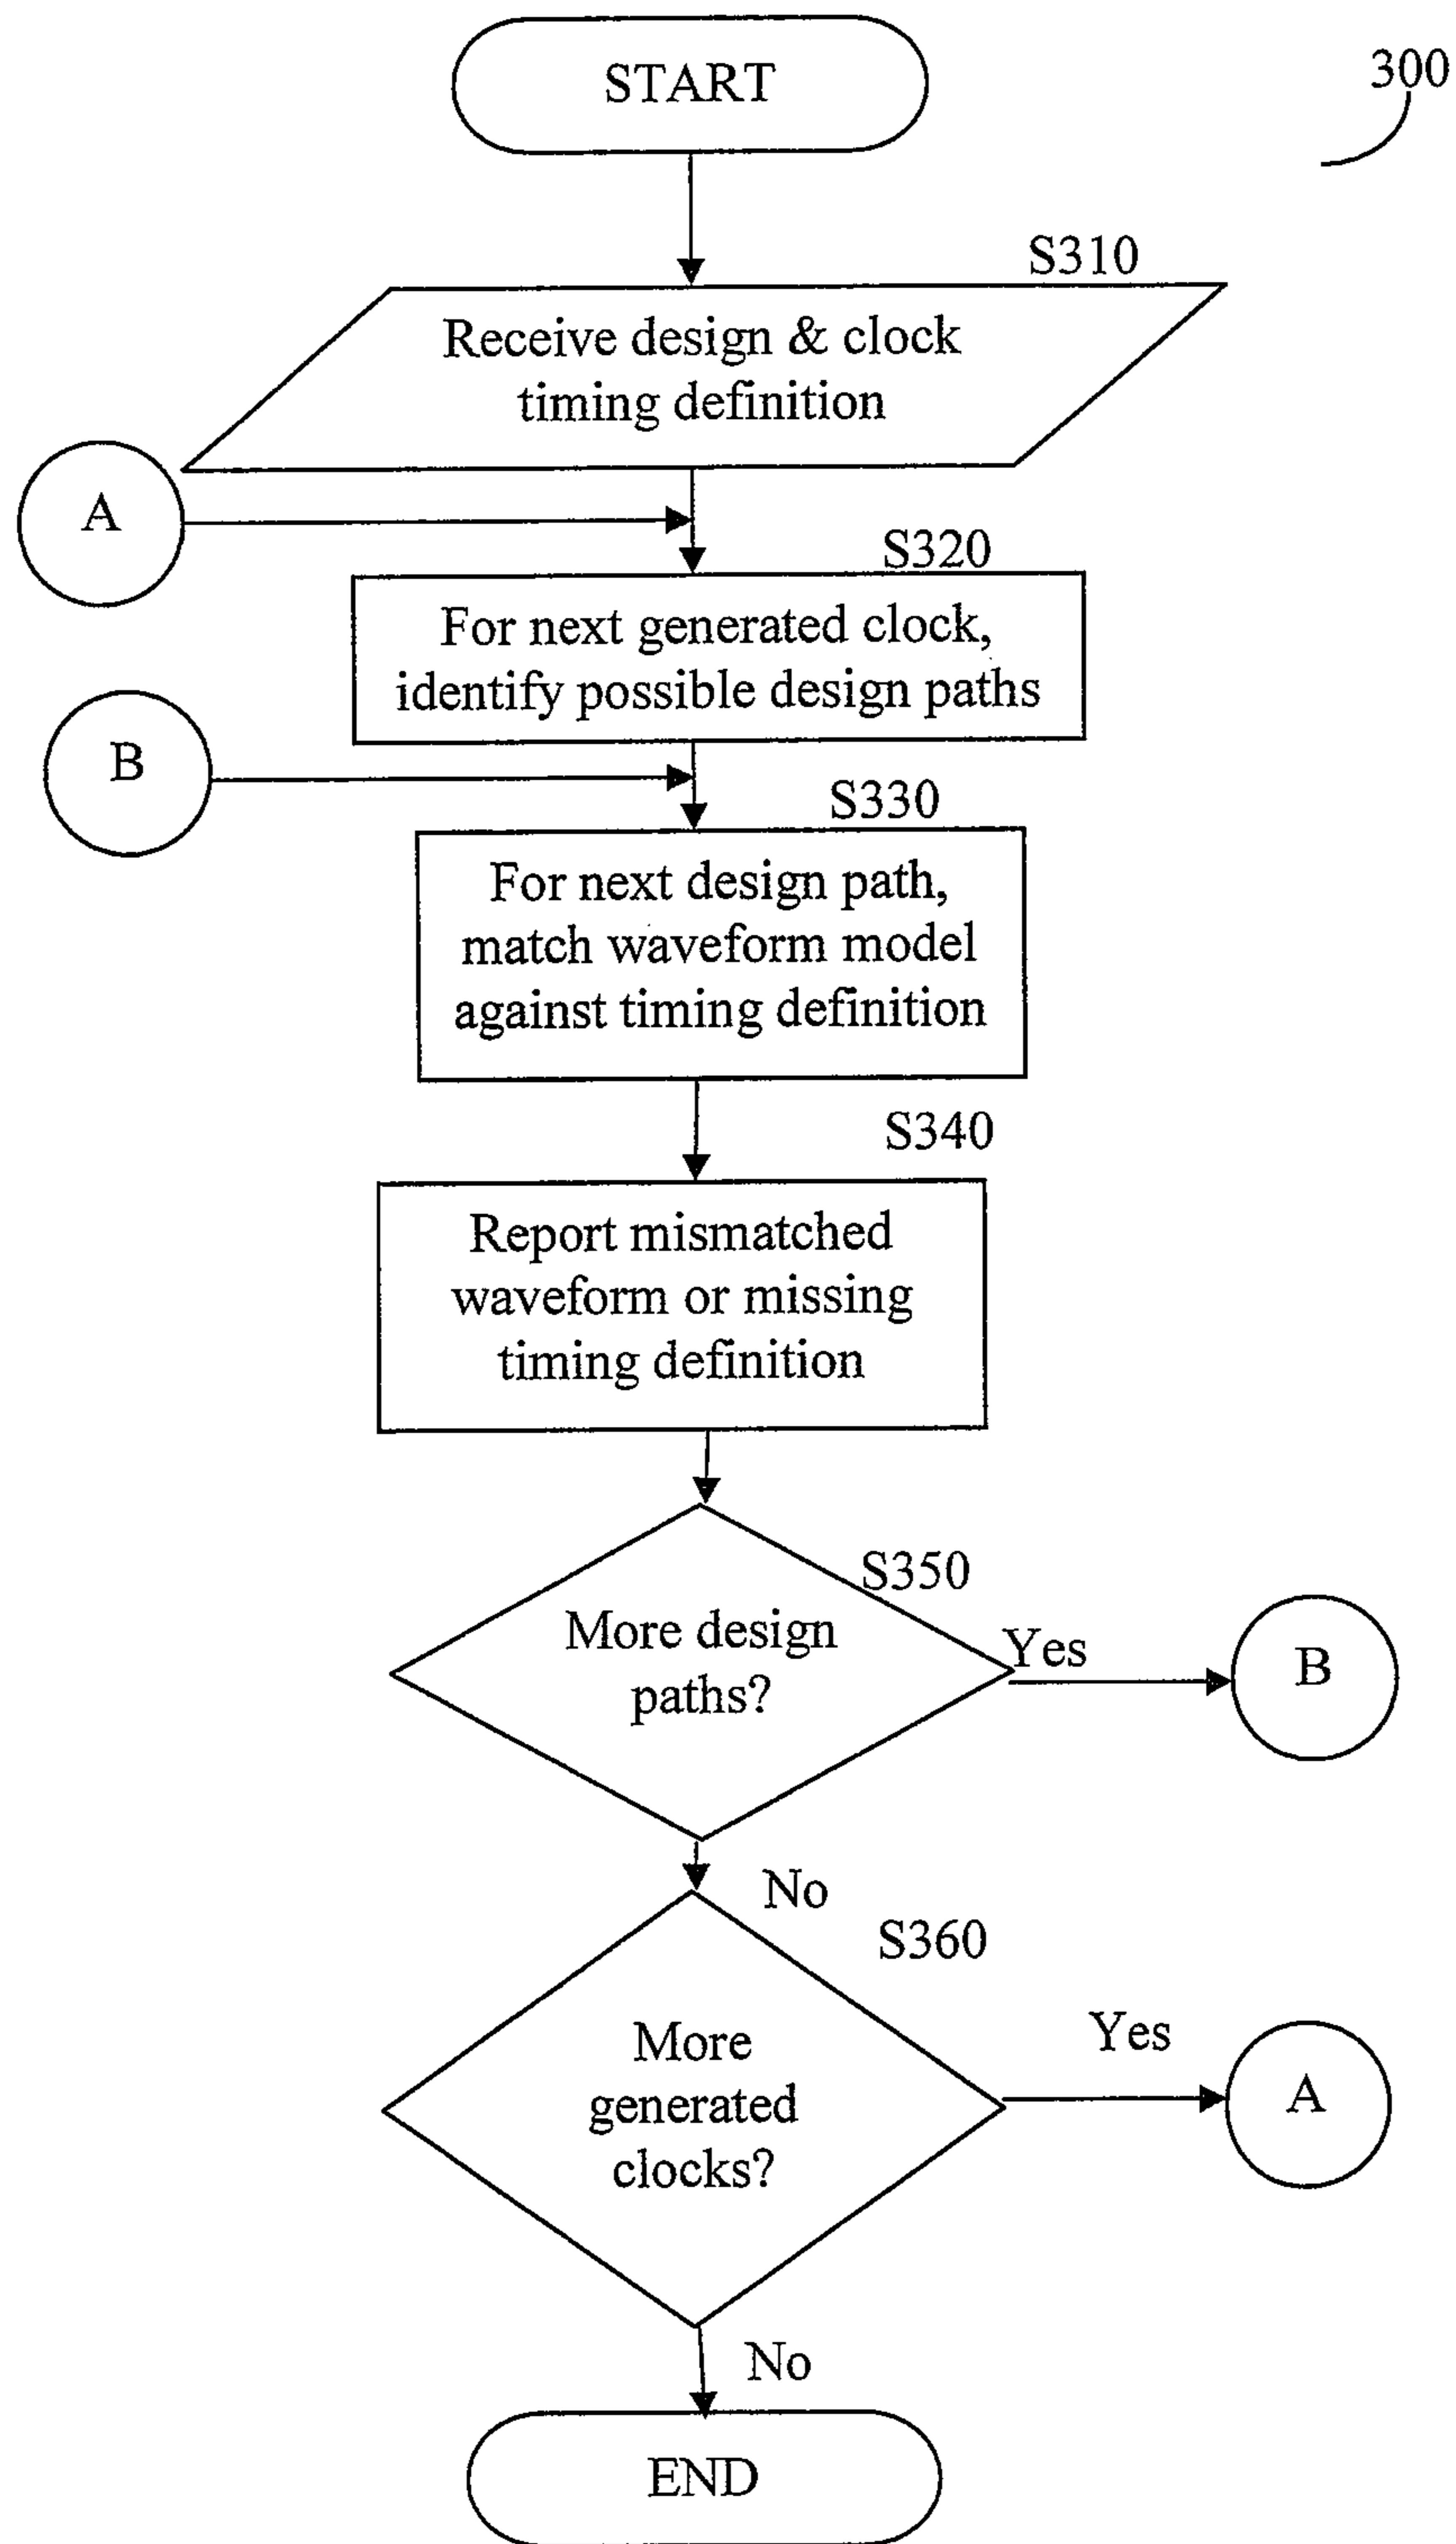 START
300
S310
Receive design & clock
timing definition
A
S320
For next generated clock,
identify possible design paths
B
S330
For next design path,
match waveform model
against timing definition
S340
Report mismatched
waveform or missing
timing definition
S350
More design
paths?
Yes
B
No
S360
More
generated
clocks?
Yes
A
No
END